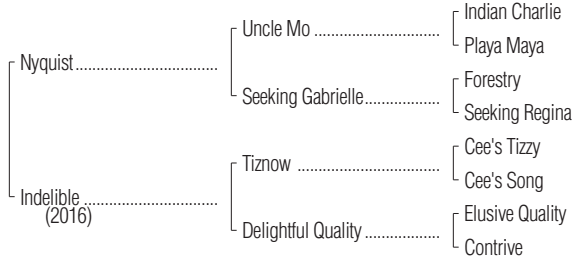 Indian Charlie
Uncle Mo ..................................
Playa Maya
Nyquist..................................
Forestry
Seeking Gabrielle....................
Seeking Regina
Cee's Tizzy
Tiznow ......................................
Cee's Song
Indelible ................................
(2016)
Elusive Quality
Delightful Quality ....................
Contrive